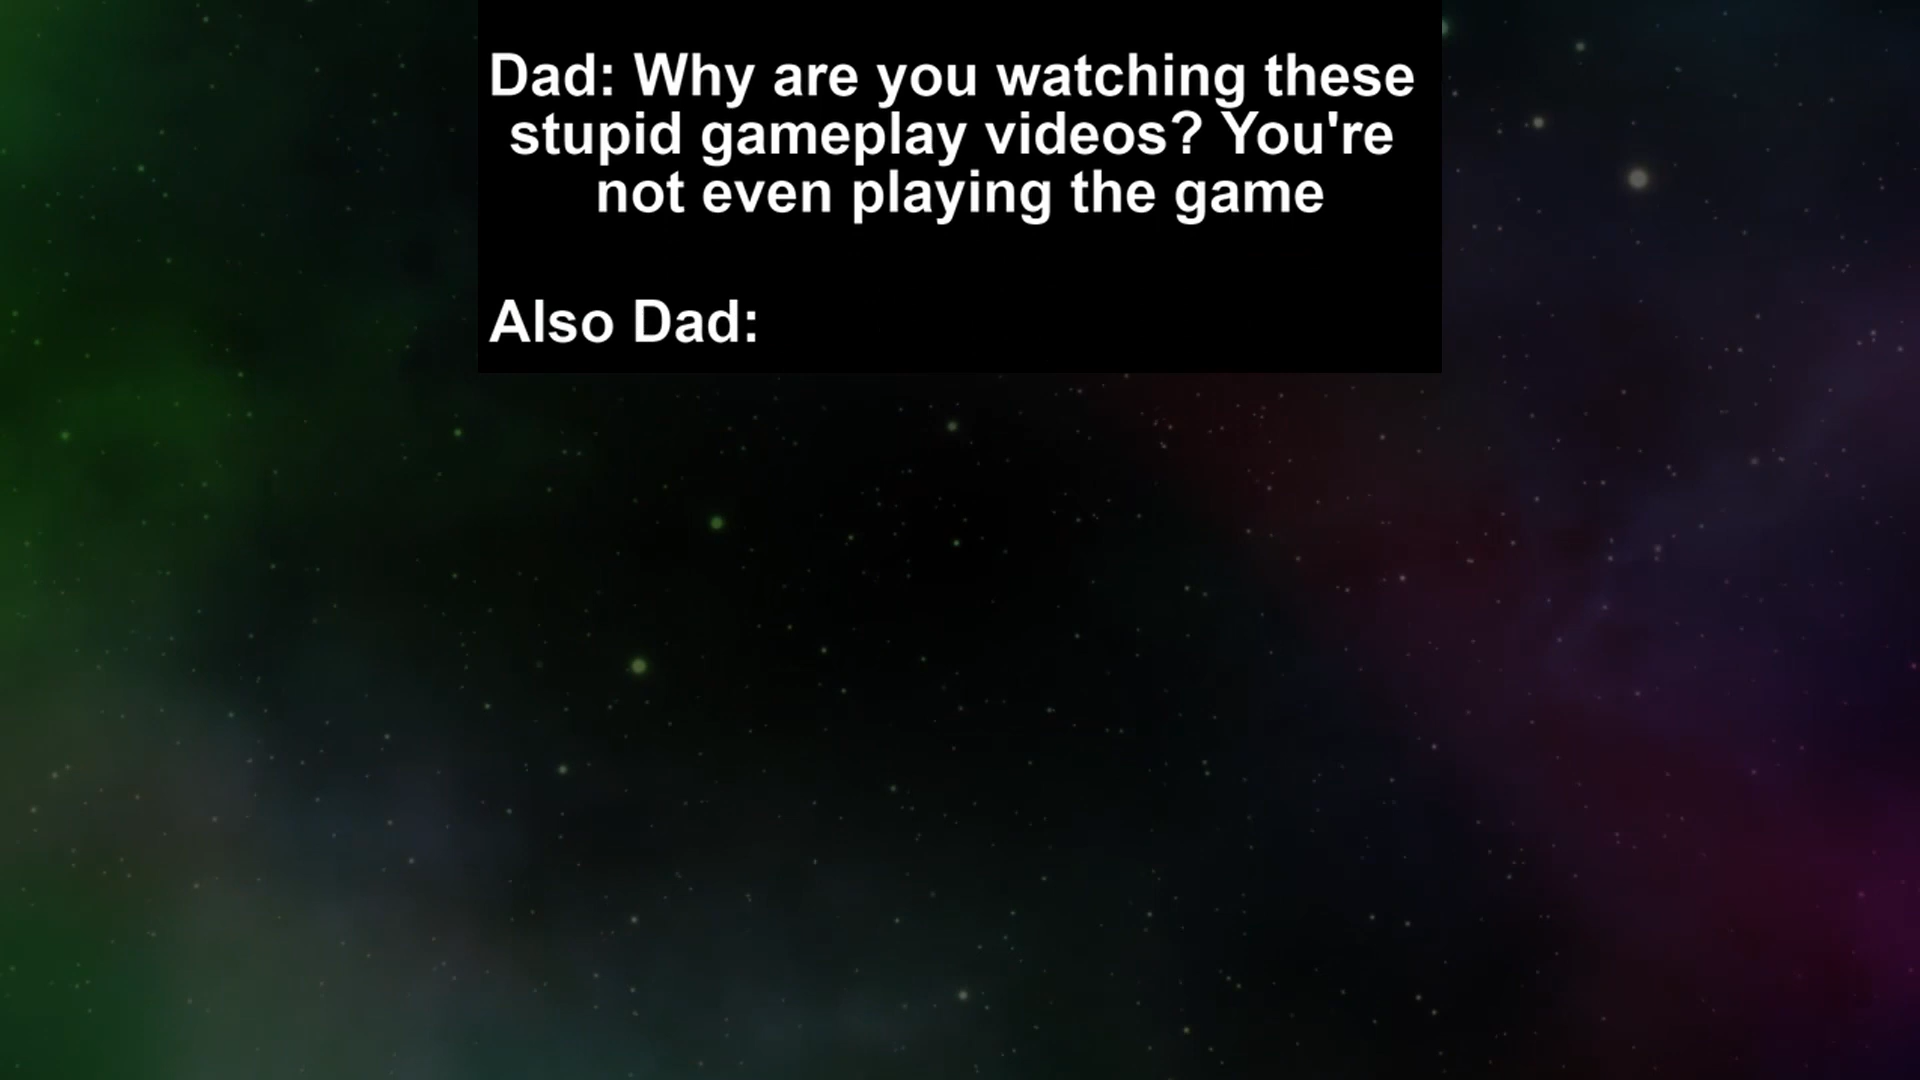 Dad: Why are you watching these
stupid gameplay videos? You're
not even playing the game
Also Dad: